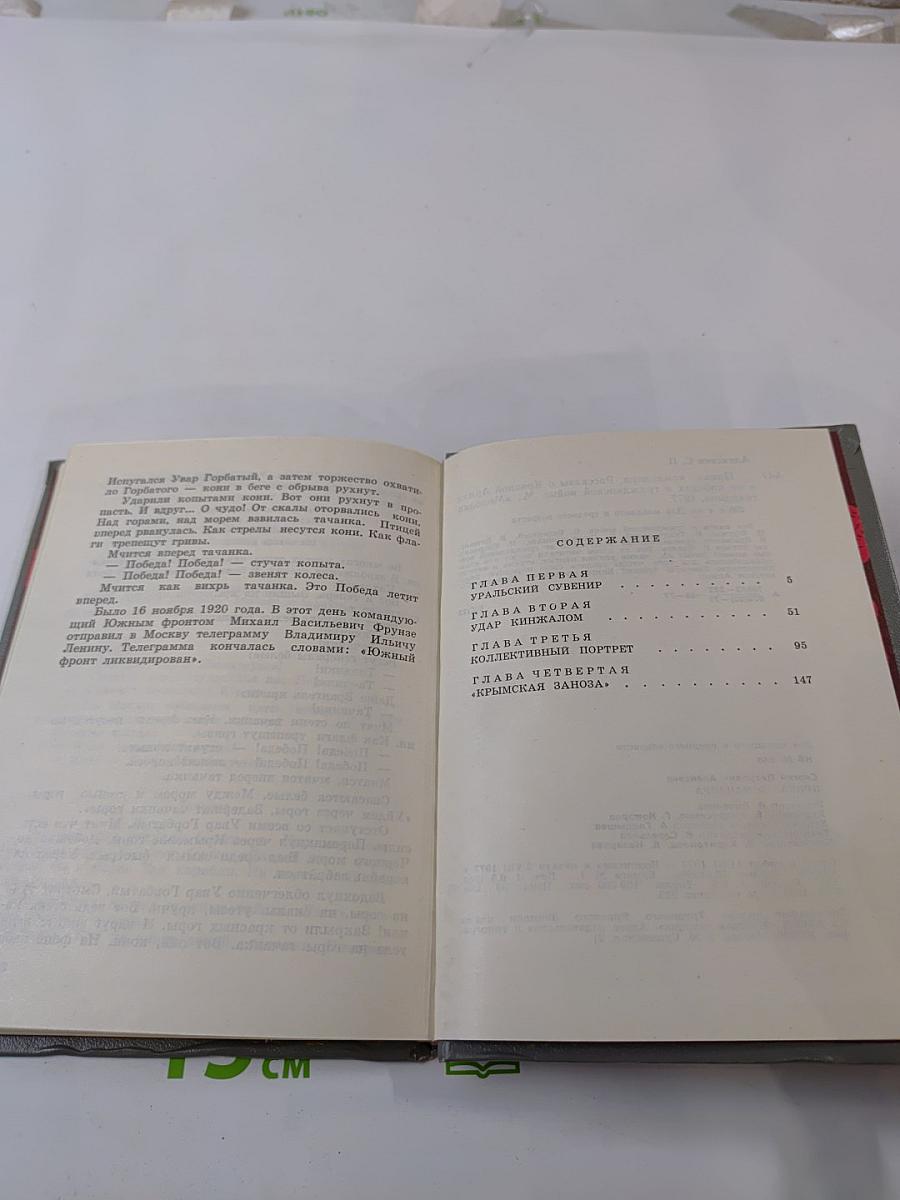 Испугался Увар Горбатый, а затем торжество охвати-
ло Горбатого — кони в беге с обрыва рухнут.
Ударили копытами кони. Вот они рухнут в про-
пасть. И вдруг... О чудо! От скалы оторвались кони.
Над горами, над морем взвилась тачанка. Птицей
вперед рванулась. Как стрелы несутся кони. Как фла-
ги трепещут гривы.
Мчится вперед тачанка.
— Победа! Победа! — стучат копыта.
— Победа! Победа! — звенят колеса.
Мчится как вихрь тачанка. Это Победа летит
вперед.
Было 16 ноября 1920 года. В этот день командую-
щий Южным фронтом Михаил Васильевич Фрунзе
отправил в Москву телеграмму Владимиру Ильичу
Ленину. Телеграмма кончалась словами: «Южный
фронт ликвидирован».
СОДЕРЖАНИЕ
ГЛАВА ПЕРВАЯ
УРАЛЬСКИЙ СУВЕНИР . . . . . . . . . . 5
ГЛАВА ВТОРАЯ
УДАР КИНЖАЛОМ . . . . . . . . . . . 51
ГЛАВА ТРЕТЬЯ
КОЛЛЕКТИВНЫЙ ПОРТРЕТ . . . . . . . . 95
ГЛАВА ЧЕТВЕРТАЯ
«КРЫМСКАЯ ЗАНОЗА» . . . . . . . . . . 147
15 СМ